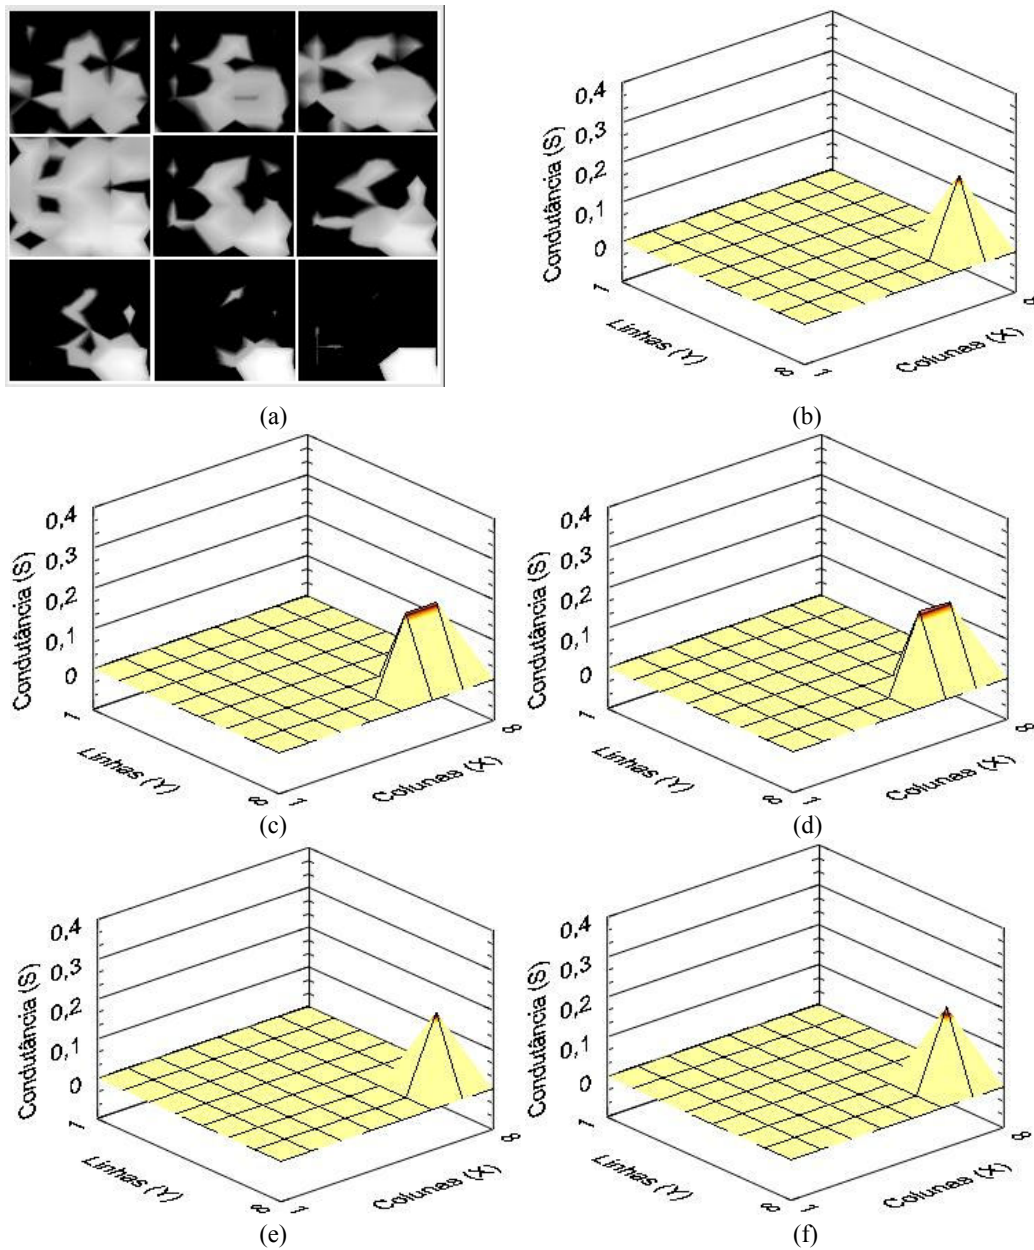 0,4
0,3
0,2
0,1
0
Condutância (S)
1
Linhas (Y)
8
1
Colunas (X)
(a)
(b)
0,4
0,3
0,2
0,1
0
Condutância (S)
1
Linhas (Y)
8
1
Colunas (X)
8
(c)
0,4
0,3
0,2
0,1
0
Condutância (S)
1
Linhas (Y)
8
1
Colunas (X)
8
(d)
0,4
0,3
0,2
0,1
0
Condutância (S)
1
Linhas (Y)
8
1
Colunas (X)
8
(e)
0,4
0,3
0,2
0,1
0
Condutância (S)
1
Linhas (Y)
8
1
Colunas (X)
8
(f)